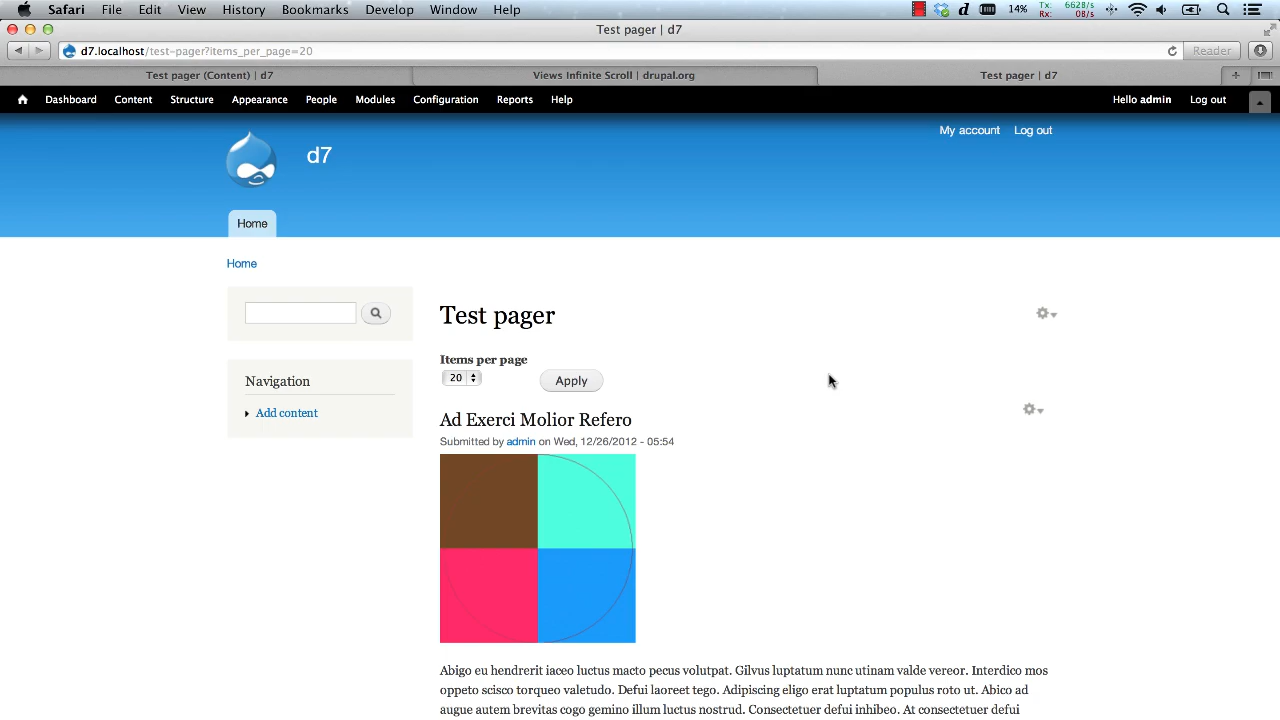 Safari File Edit View History Bookmarks Develop Window Help d 14% Tx: 6628/s Rx: 08/s
Test pager | d7
d7.localhost/test-pager?items_per_page=20 Reader
Test pager (Content) | d7 Views Infinite Scroll | drupal.org Test pager | d7
Dashboard Content Structure Appearance People Modules Configuration Reports Help Hello admin Log out
My account Log out
d7
Home
Home
Test pager
Items per page
20 Apply
Navigation
Add content
Ad Exerci Molior Refero
Submitted by admin on Wed, 12/26/2012 - 05:54
Abigo eu hendrerit iaceo luctus macto pecus volutpat. Gilvus luptatum nunc utinam valde vereor. Interdico mos
oppeto scisco torqueo valetudo. Defui laoreet tego. Adipiscing eligo erat luptatum populus roto ut. Abico ad
augue autem brevitas cogo gemino illum luctus nostrud. Consectetuer defui inhibeo. At consectetuer defui